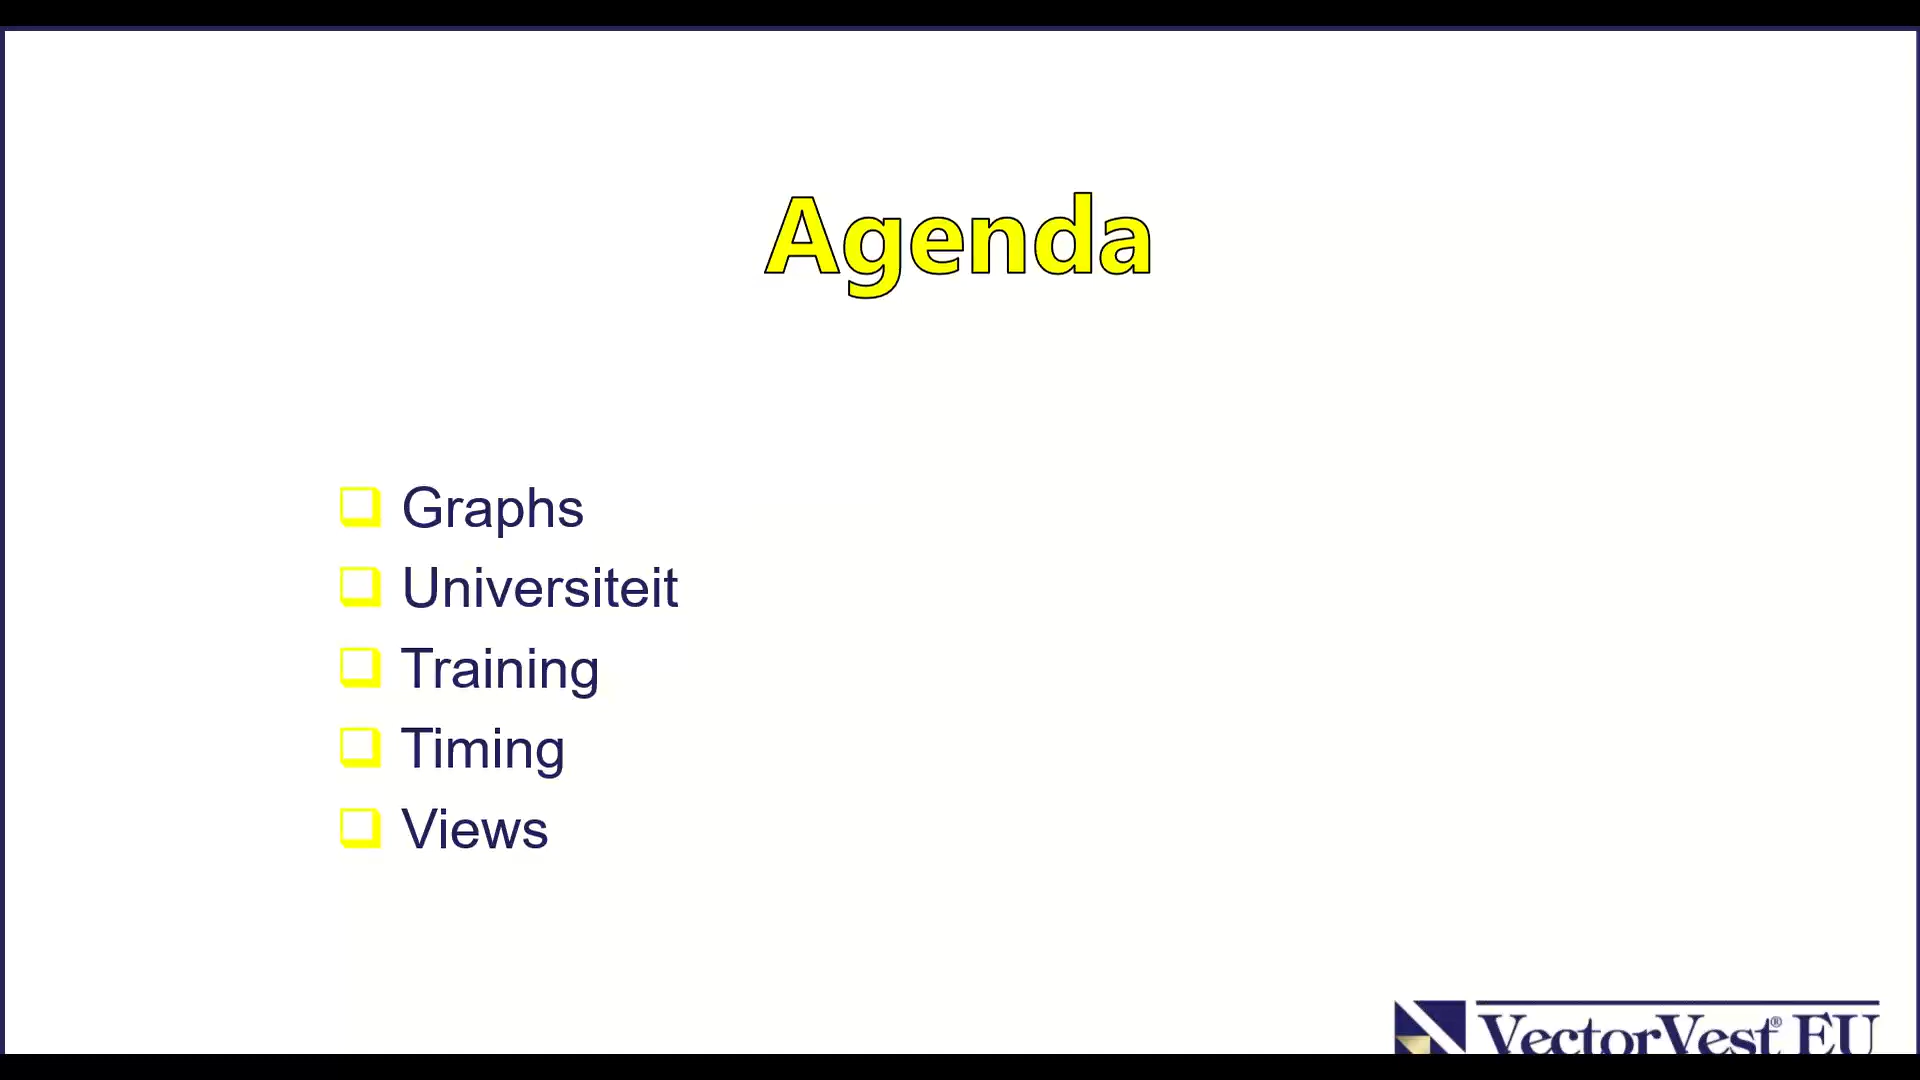 Agenda
Graphs
Universiteit
Training
Timing
Views
VectorVest® EU